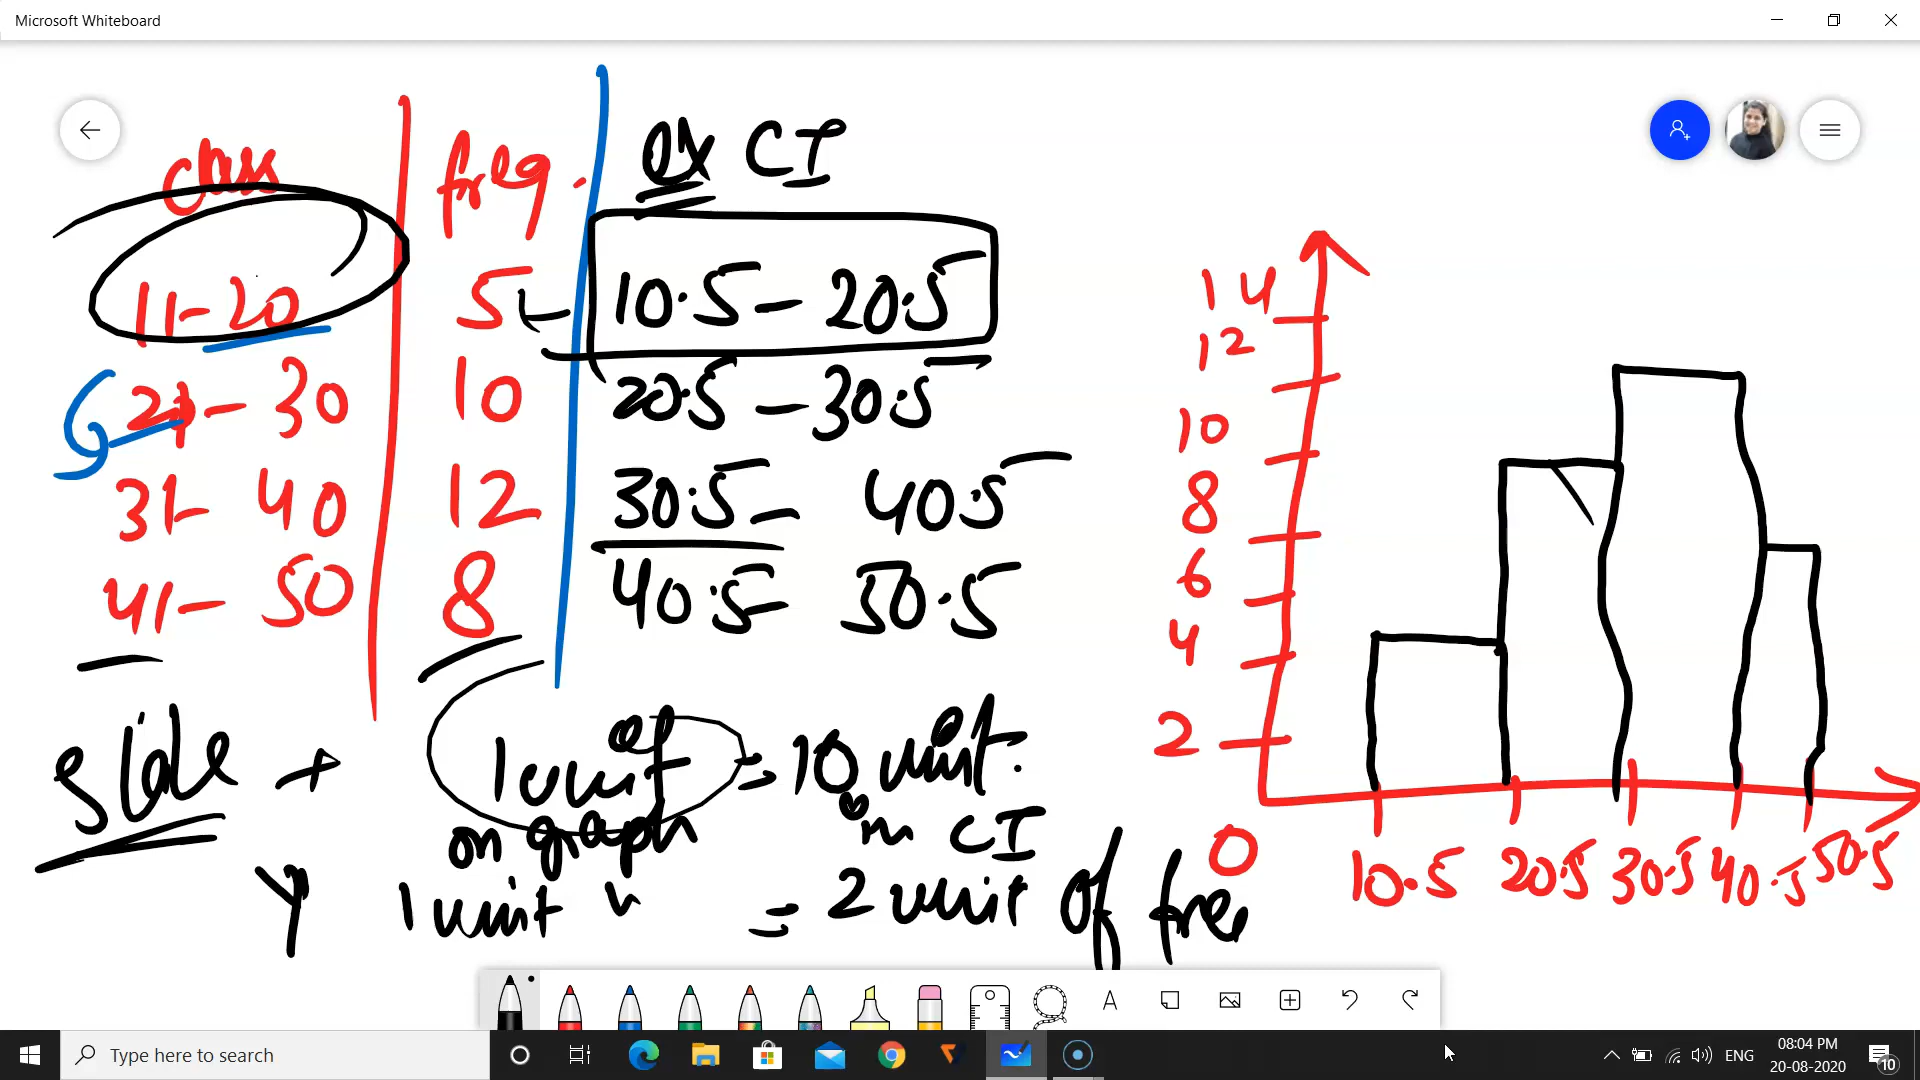 Microsoft Whiteboard
class freq. ex CI
11-20 5 10.5-20.5
21-30 10 20.5-30.5
31-40 12 30.5-40.5
41-50 8 40.5-50.5
14
12
10
8
6
4
2
0
10.5 20.5 30.5 40.5 50.5
1 unit = 10 unit.
on graph in CI
Y 1 unit = 2 unit of fre
Type here to search
ENG
08:04 PM
20-08-2020
10